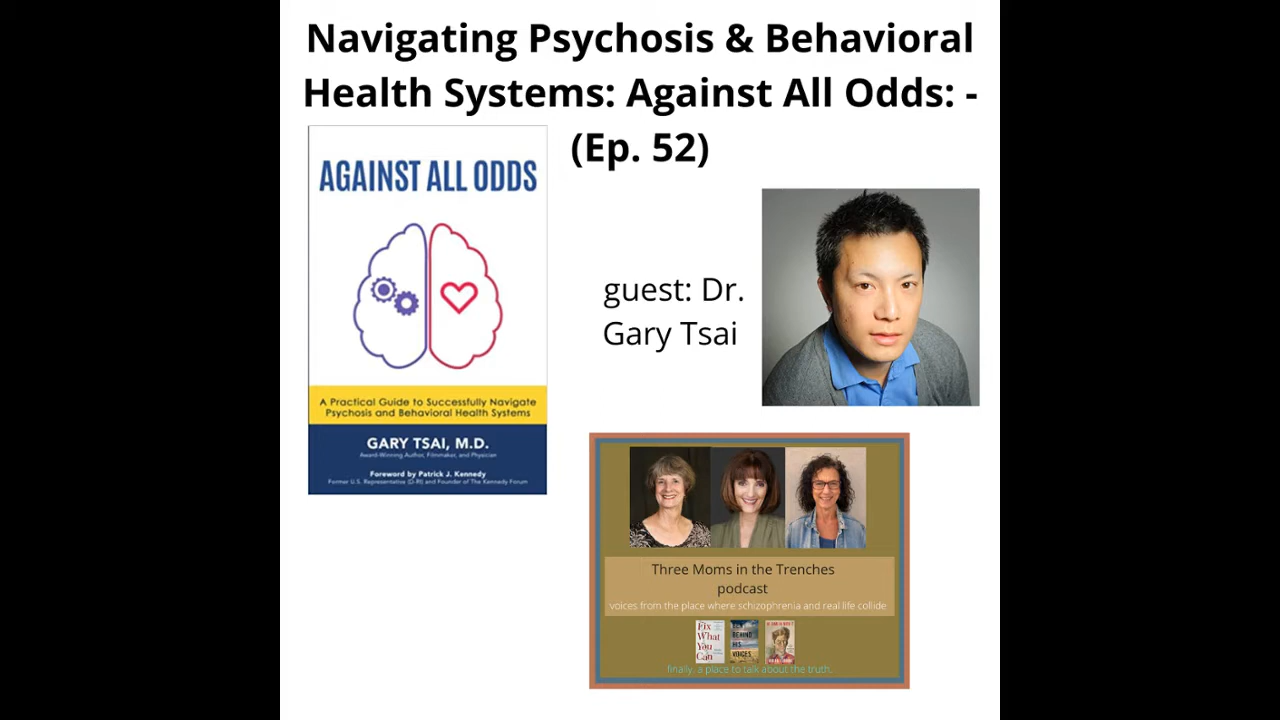 Navigating Psychosis & Behavioral
Health Systems: Against All Odds: -
(Ep. 52)
AGAINST ALL ODDS
A Practical Guide to Successfully Navigate
Psychosis and Behavioral Health Systems
GARY TSAI, M.D.
Award-Winning Author, Filmmaker, and Physician
Foreword by Patrick J. Kennedy
Former U.S. Representative (D-RI) and Founder of The Kennedy Forum
guest: Dr.
Gary Tsai
Three Moms in the Trenches
podcast
voices from the place where schizophrenia and real life collide
Fix
What
You
Can
BEHIND
HIS
VOICES
finally. a place to talk about the truth.